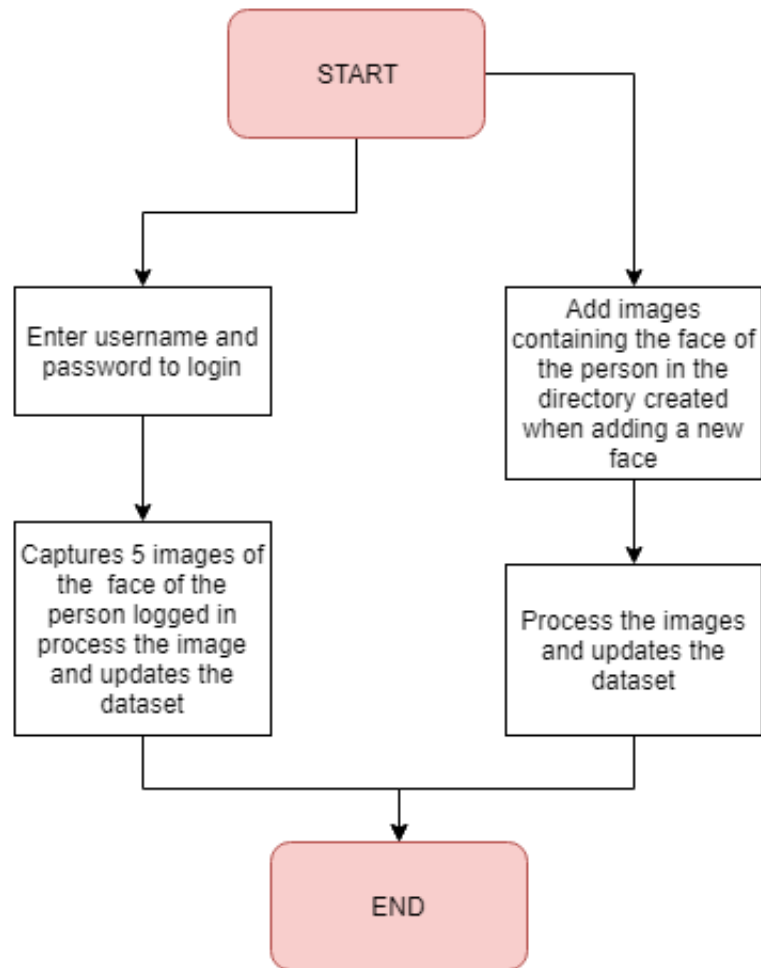 START
Enter username and
password to login
Captures 5 images of
the face of the
person logged in
process the image
and updates the
dataset
Add images
containing the face of
the person in the
directory created
when adding a new
face
Process the images
and updates the
dataset
END